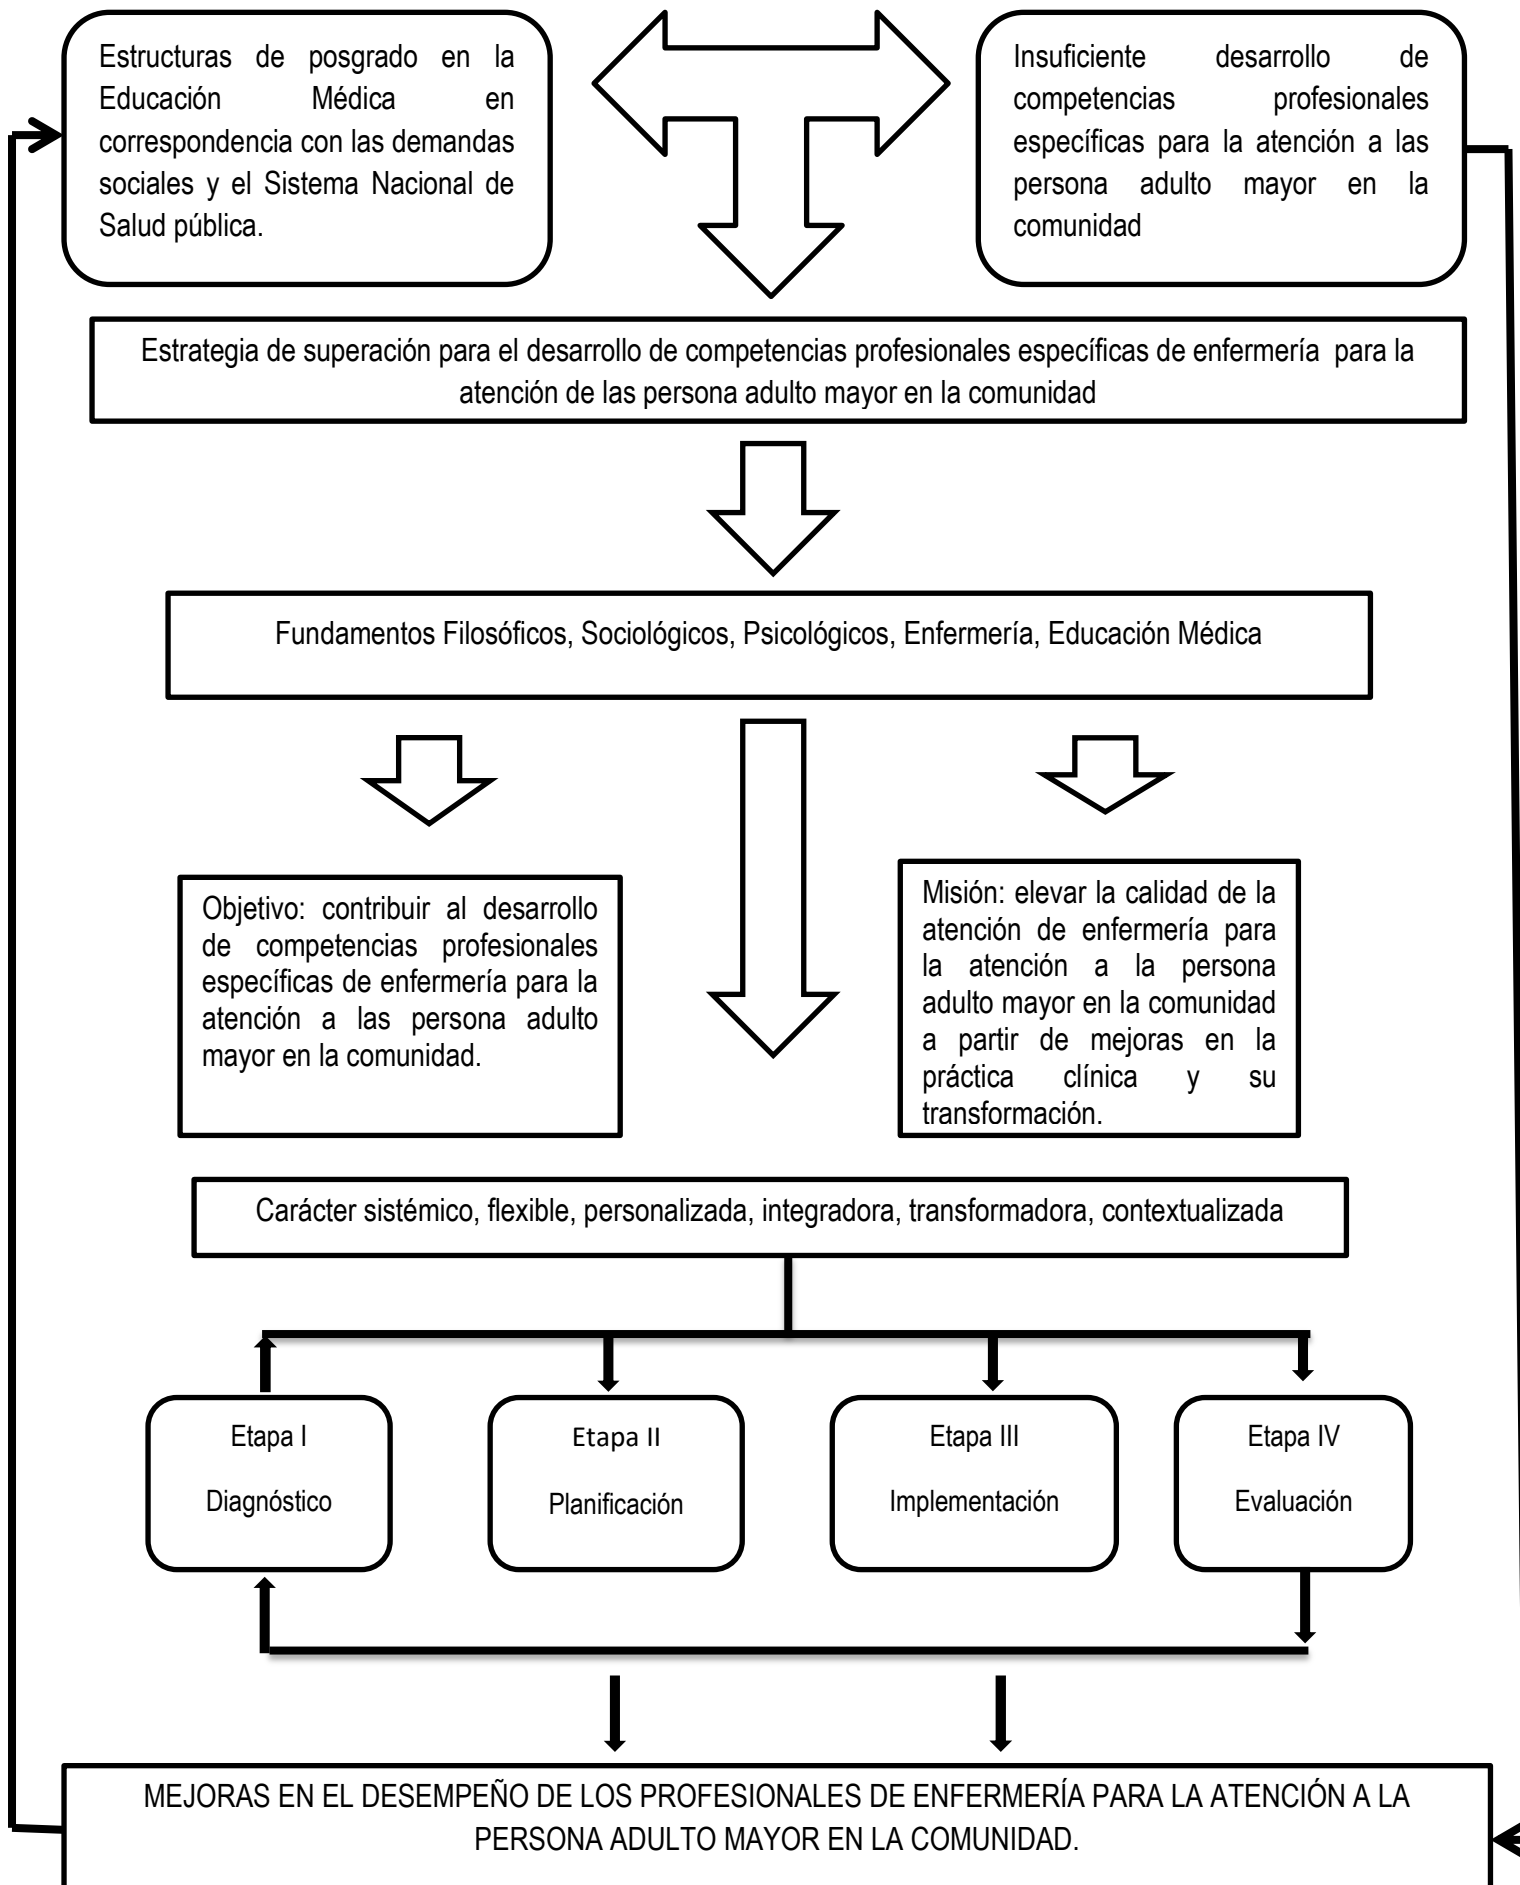 Estructuras de posgrado en la
Educación Médica en
correspondencia con las demandas
sociales y el Sistema Nacional de
Salud pública.
Insuficiente desarrollo de
competencias profesionales
específicas para la atención a las
persona adulto mayor en la
comunidad
Estrategia de superación para el desarrollo de competencias profesionales específicas de enfermería para la
atención de las persona adulto mayor en la comunidad
Fundamentos Filosóficos, Sociológicos, Psicológicos, Enfermería, Educación Médica
Objetivo: contribuir al desarrollo
de competencias profesionales
específicas de enfermería para la
atención a las persona adulto
mayor en la comunidad.
Misión: elevar la calidad de la
atención de enfermería para
la atención a la persona
adulto mayor en la comunidad
a partir de mejoras en la
práctica clínica y su
transformación.
Carácter sistémico, flexible, personalizada, integradora, transformadora, contextualizada
Etapa I
Diagnóstico
Etapa II
Planificación
Etapa III
Implementación
Etapa IV
Evaluación
MEJORAS EN EL DESEMPEÑO DE LOS PROFESIONALES DE ENFERMERÍA PARA LA ATENCIÓN A LA
PERSONA ADULTO MAYOR EN LA COMUNIDAD.